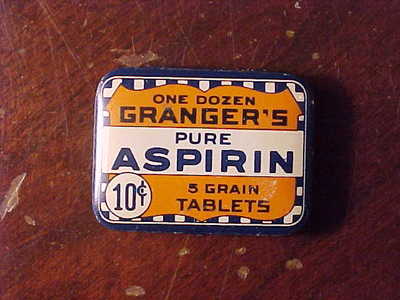 ONE DOZEN
GRANGER'S
PURE
ASPIRIN
10¢
5 GRAIN
TABLETS